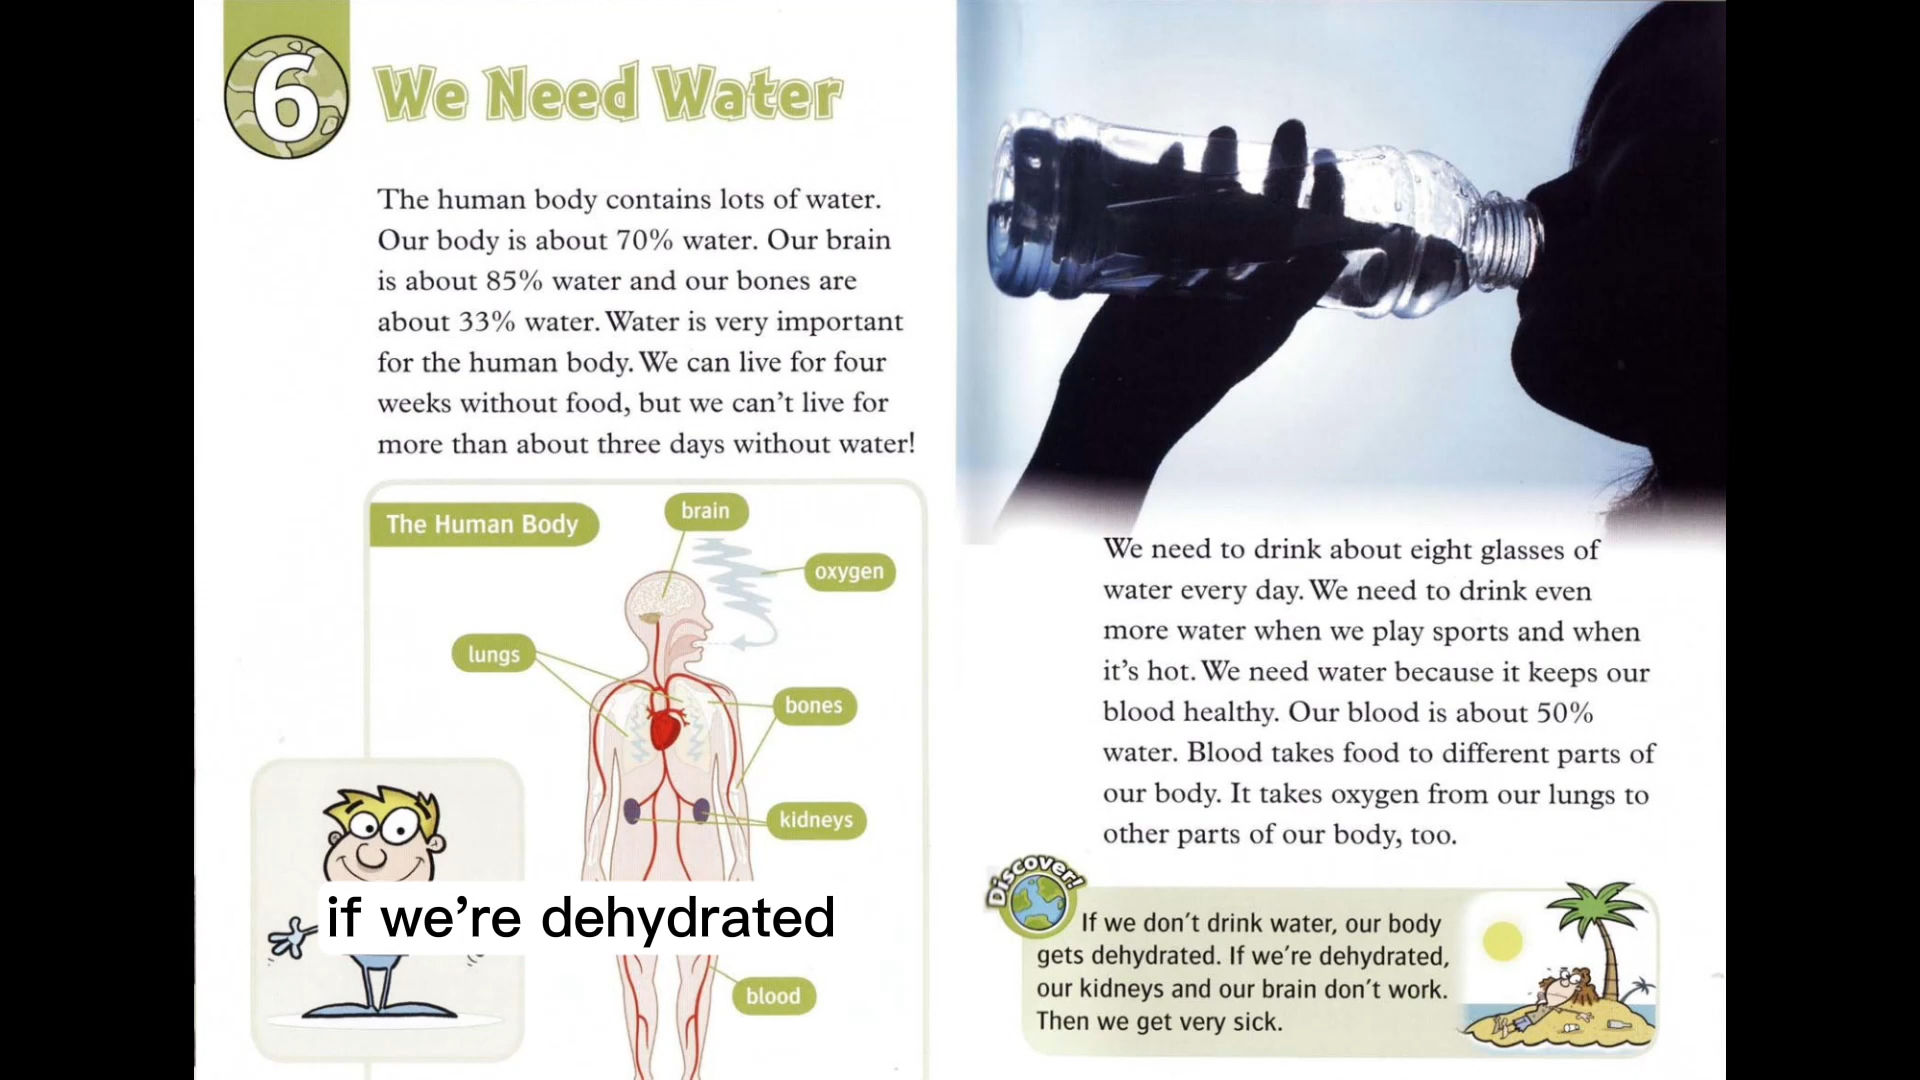 6
We Need Water
The human body contains lots of water.
Our body is about 70% water. Our brain
is about 85% water and our bones are
about 33% water. Water is very important
for the human body. We can live for four
weeks without food, but we can't live for
more than about three days without water!
The Human Body
brain
oxygen
lungs
bones
kidneys
blood
if we're dehydrated
We need to drink about eight glasses of
water every day. We need to drink even
more water when we play sports and when
it's hot. We need water because it keeps our
blood healthy. Our blood is about 50%
water. Blood takes food to different parts of
our body. It takes oxygen from our lungs to
other parts of our body, too.
Discover!
If we don't drink water, our body
gets dehydrated. If we're dehydrated,
our kidneys and our brain don't work.
Then we get very sick.